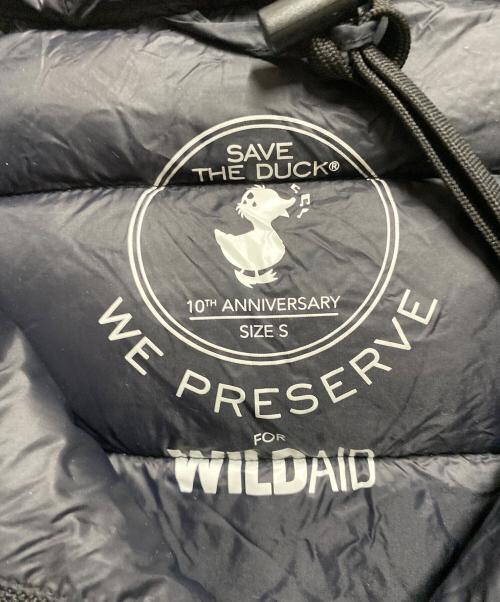 SAVE
THE DUCK®
10TH ANNIVERSARY
SIZE S
WE PRESERVE
FOR
WILDAID